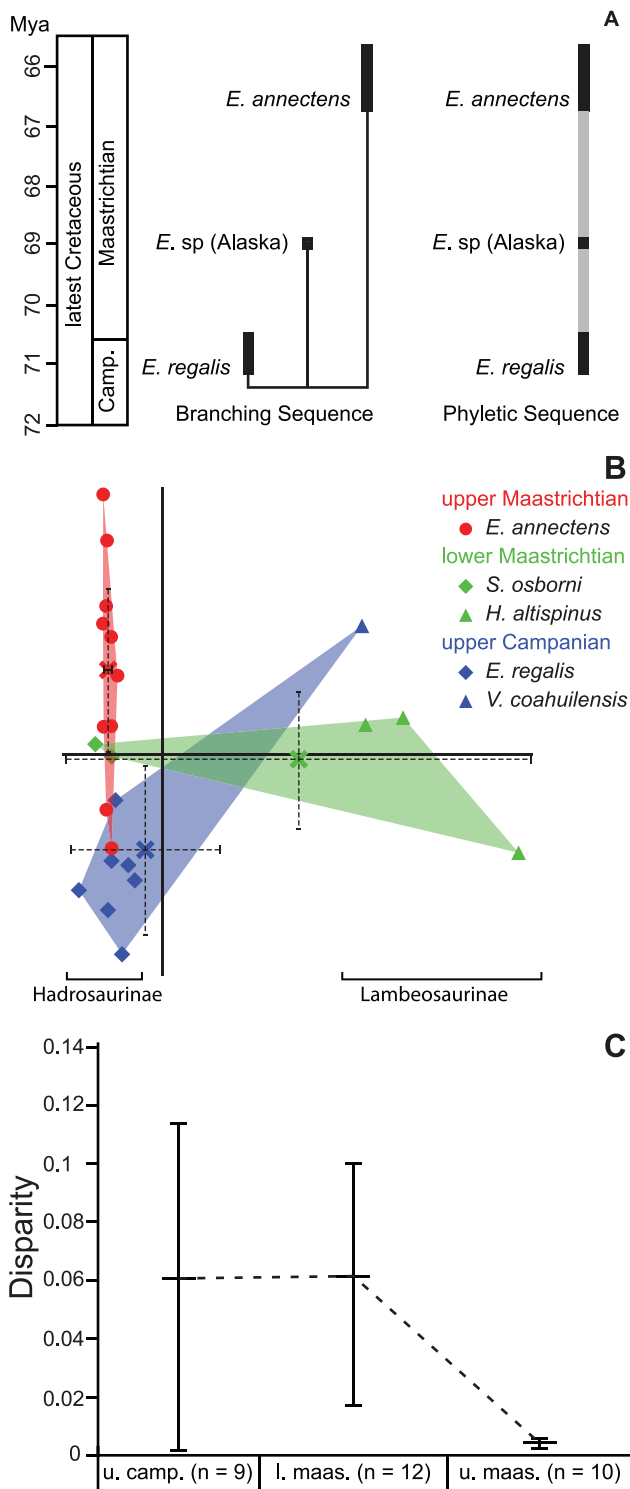 Mya
A
66
67
68
69
70
71
72
latest Cretaceous
Maastrichtian
Camp.
E. annectens
E. annectens
E. sp (Alaska)
E. sp (Alaska)
E. regalis
E. regalis
Branching Sequence
Phyletic Sequence
B
upper Maastrichtian
E. annectens
lower Maastrichtian
S. osborni
H. altispinus
upper Campanian
E. regalis
V. coahuilensis
Hadrosaurinae
Lambeosaurinae
C
0.14
0.12
0.1
0.08
0.06
0.04
0.02
0
Disparity
u. camp. (n = 9)
l. maas. (n = 12)
u. maas. (n = 10)